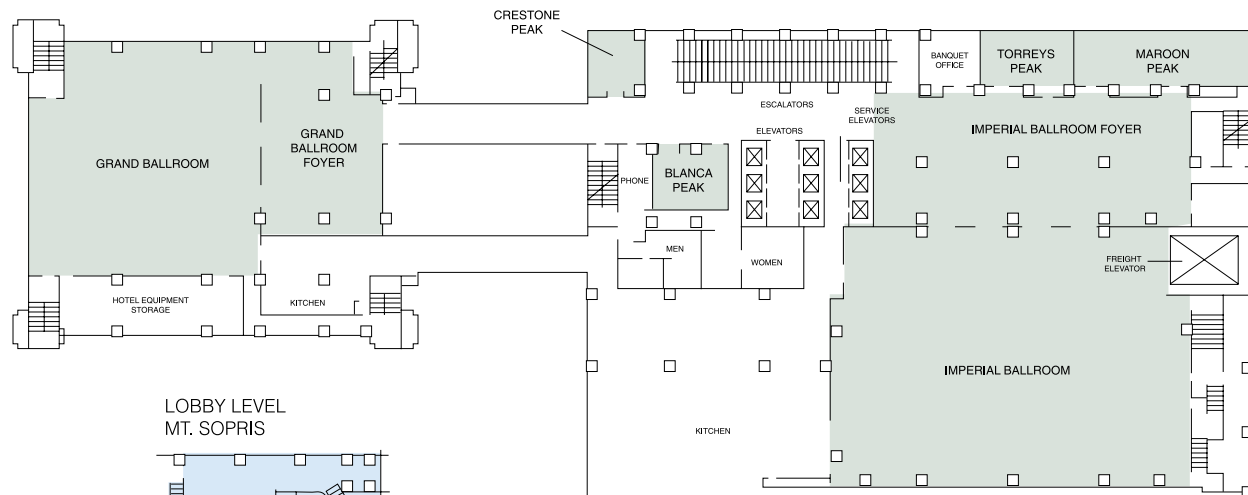 CRESTONE
PEAK
BANQUET
OFFICE
TORREYS
PEAK
MAROON
PEAK
ESCALATORS
SERVICE
ELEVATORS
ELEVATORS
IMPERIAL BALLROOM FOYER
GRAND BALLROOM
GRAND
BALLROOM
FOYER
PHONE
BLANCA
PEAK
MEN
WOMEN
FREIGHT
ELEVATOR
HOTEL EQUIPMENT
STORAGE
KITCHEN
IMPERIAL BALLROOM
KITCHEN
LOBBY LEVEL
MT. SOPRIS